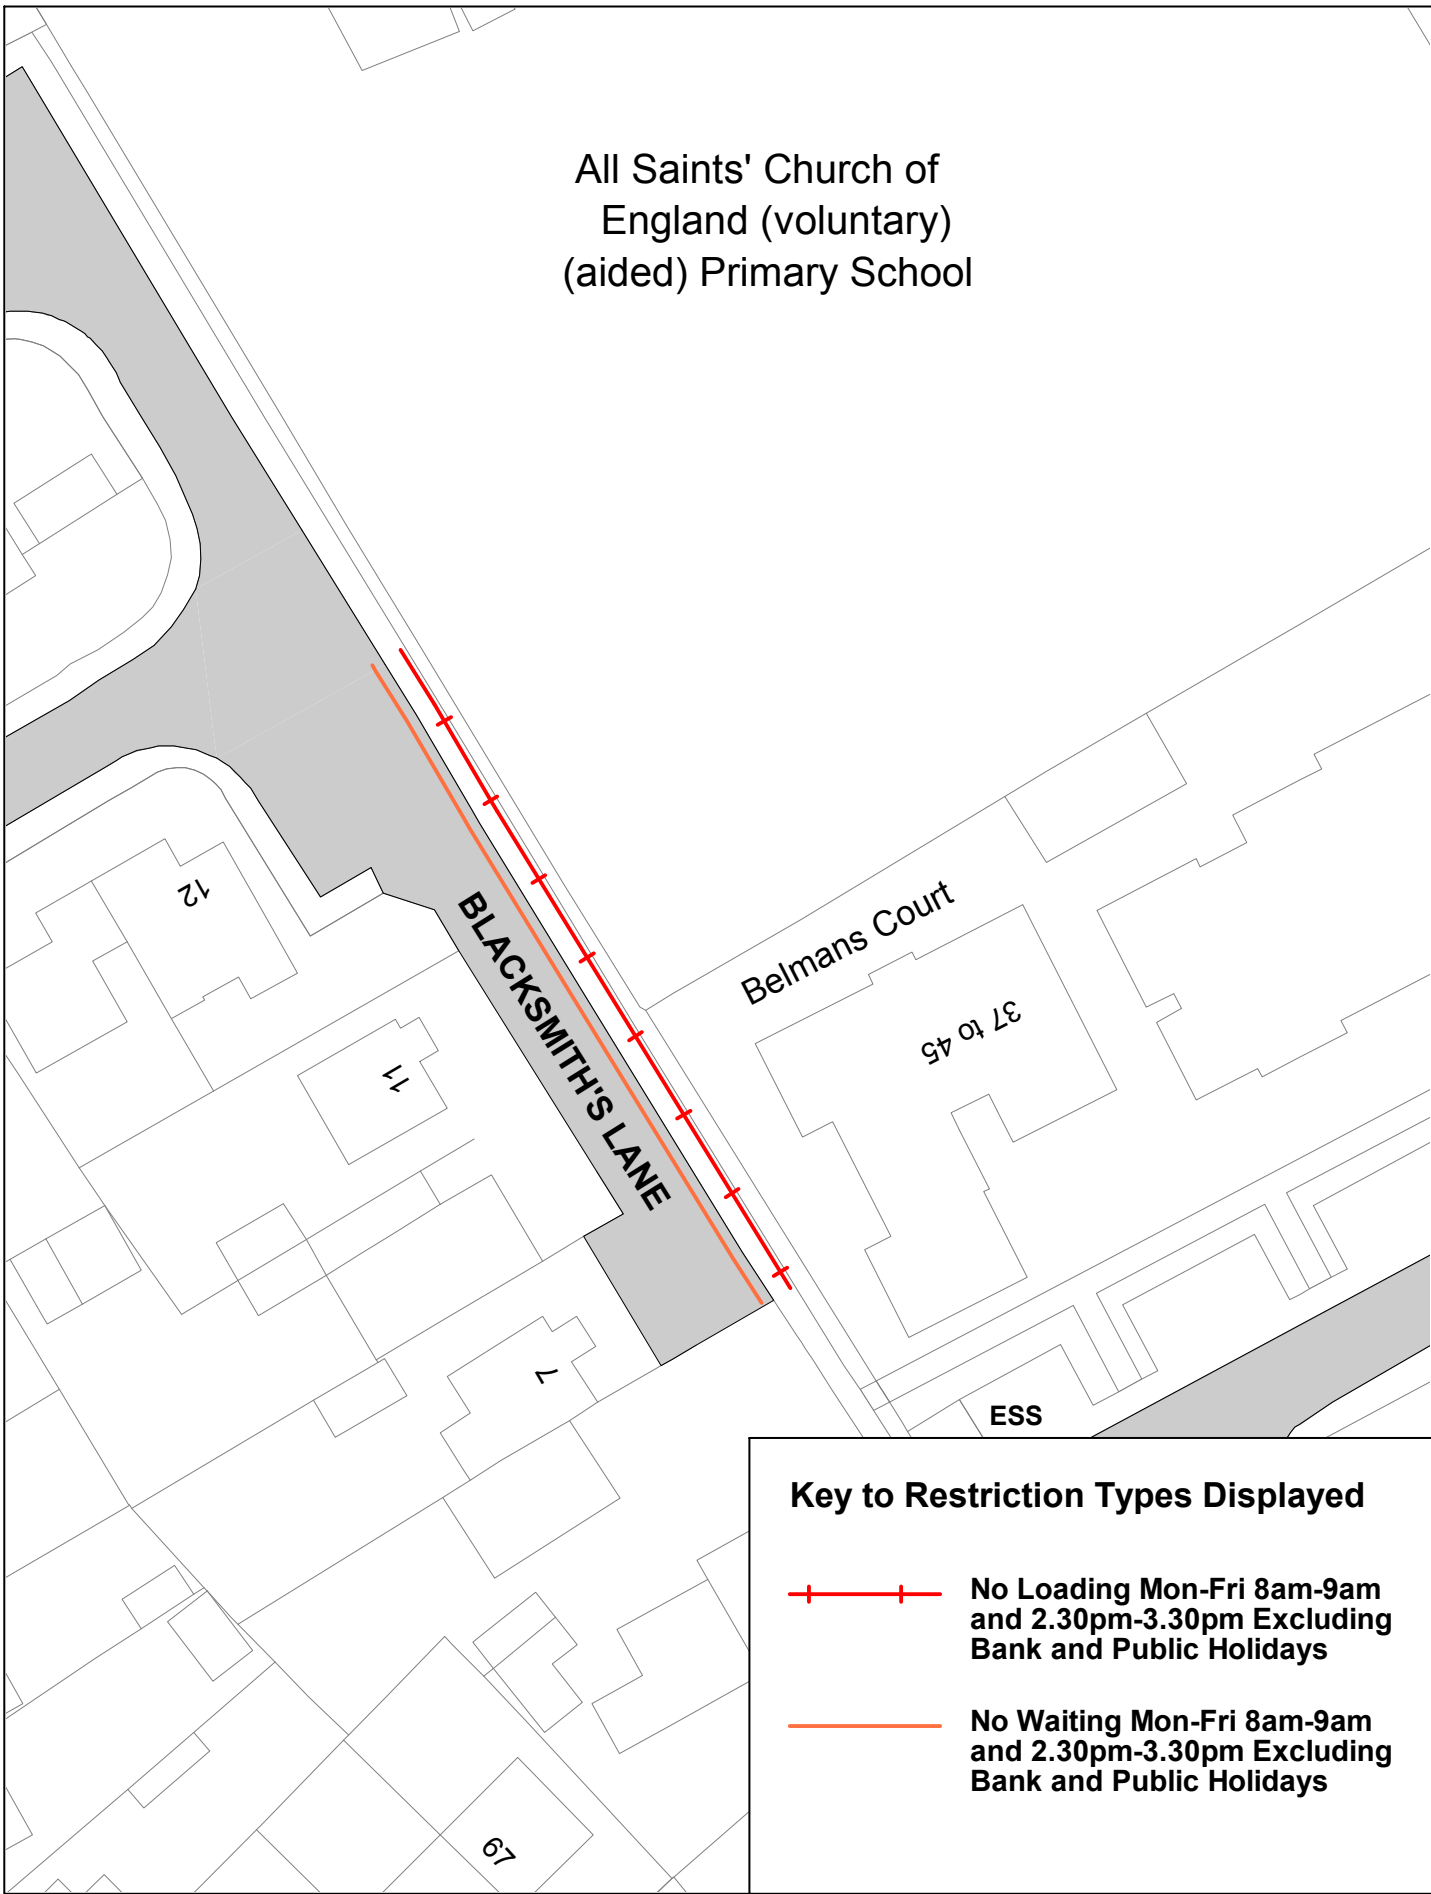 All Saints' Church of
England (voluntary)
(aided) Primary School
12
BLACKSMITH'S LANE
Belmans Court
37 to 45
11
7
ESS
Key to Restriction Types Displayed
No Loading Mon-Fri 8am-9am
and 2.30pm-3.30pm Excluding
Bank and Public Holidays
No Waiting Mon-Fri 8am-9am
and 2.30pm-3.30pm Excluding
Bank and Public Holidays
67